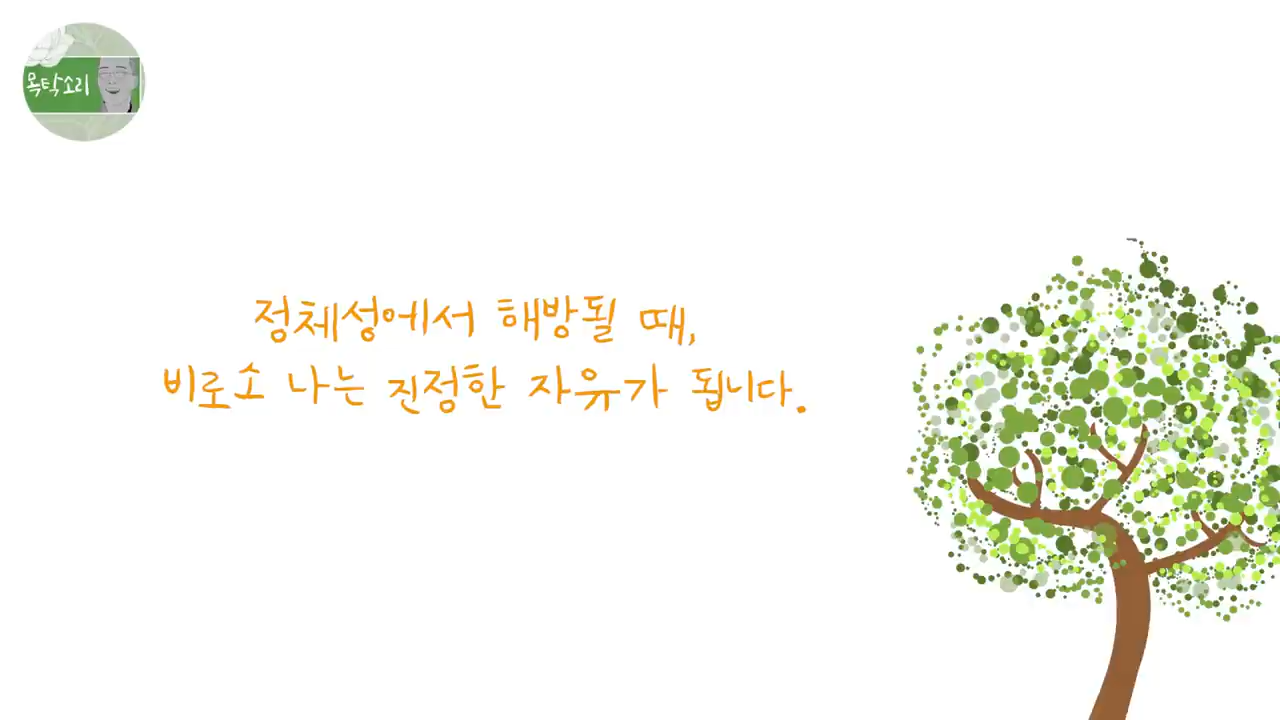 목탁소리
정체성에서 해방될 때,
비로소 나는 진정한 자유가 됩니다.